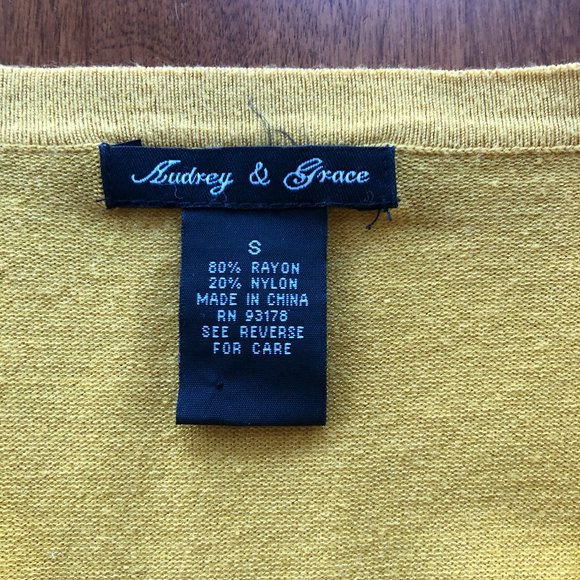 Audrey & Grace
S
80% RAYON
20% NYLON
MADE IN CHINA
RN 93178
SEE REVERSE
FOR CARE